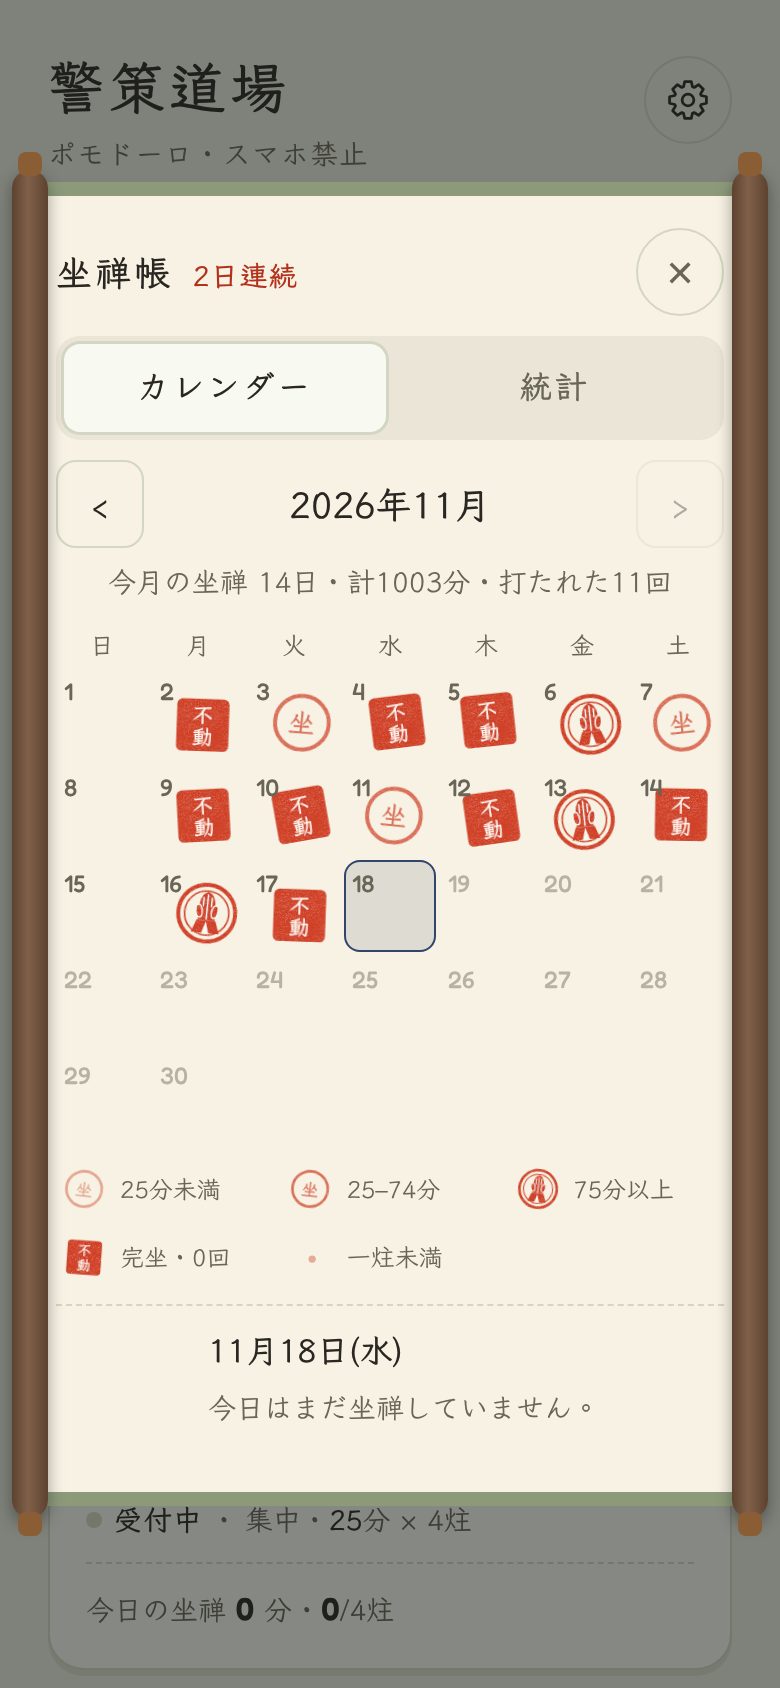 警策道場
ポモドーロ・スマホ禁止
坐禅帳 2日連続
×
カレンダー 統計
< 2026年11月 >
今月の坐禅 14日・計1003分・打たれた11回
日 月 火 水 木 金 土
1 2 不動 3 坐 4 不動 5 不動 6 7 坐
8 9 不動 10 不動 11 坐 12 不動 13 14 不動
15 16 17 不動 18 19 20 21
22 23 24 25 26 27 28
29 30
坐 25分未満 坐 25–74分 75分以上
不動 完坐・0回 一炷未満
11月18日(水)
今日はまだ坐禅していません。
受付中 ・ 集中・25分 × 4炷
今日の坐禅 0 分・0/4炷